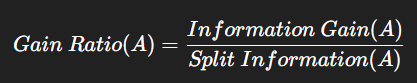 Gain Ratio(A) = Information Gain(A) / Split Information(A)